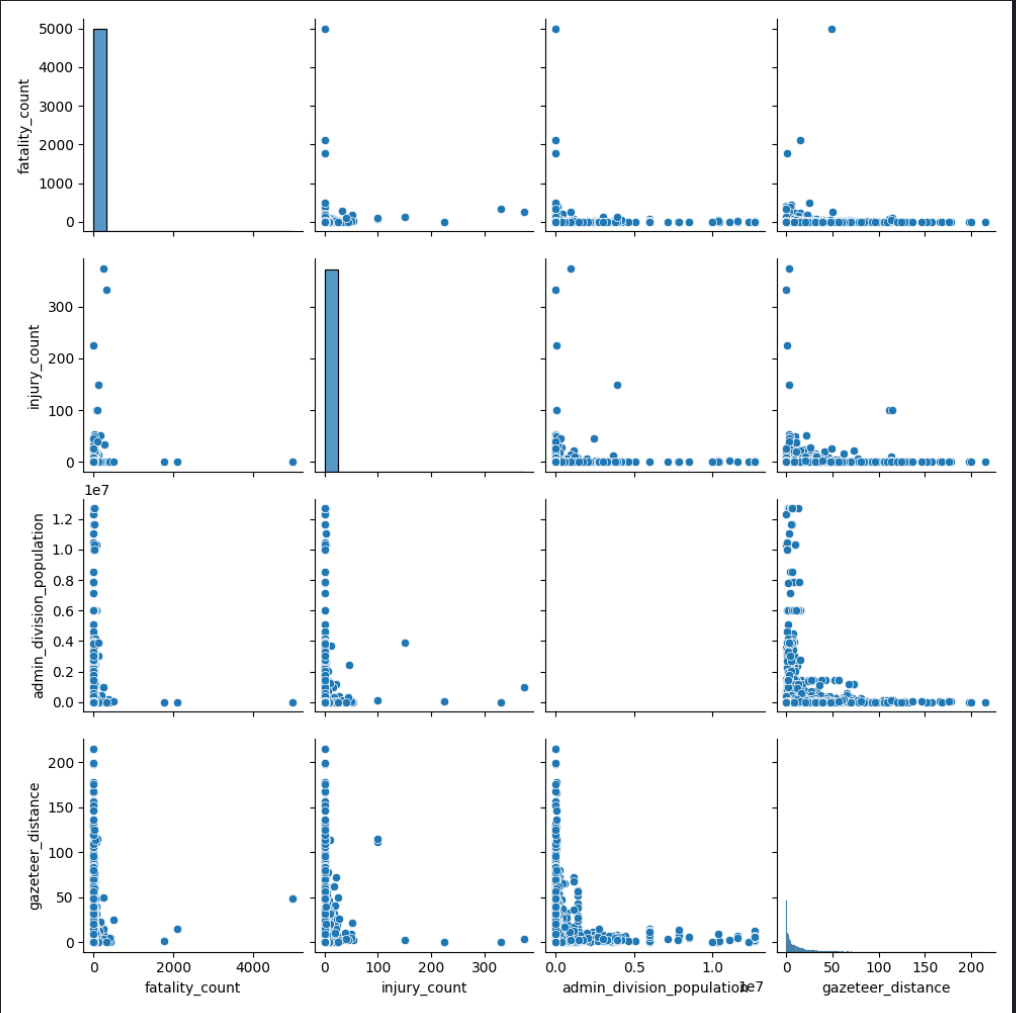 5000
4000
3000
2000
1000
0
fatality_count
300
200
100
0
injury_count
1e7
1.2
1.0
0.8
0.6
0.4
0.2
0.0
admin_division_population
200
150
100
50
0
gazeteer_distance
0 2000 4000
0 100 200 300
0.0 0.5 1.0
0 50 100 150 200
1e7
fatality_count
injury_count
admin_division_population
gazeteer_distance